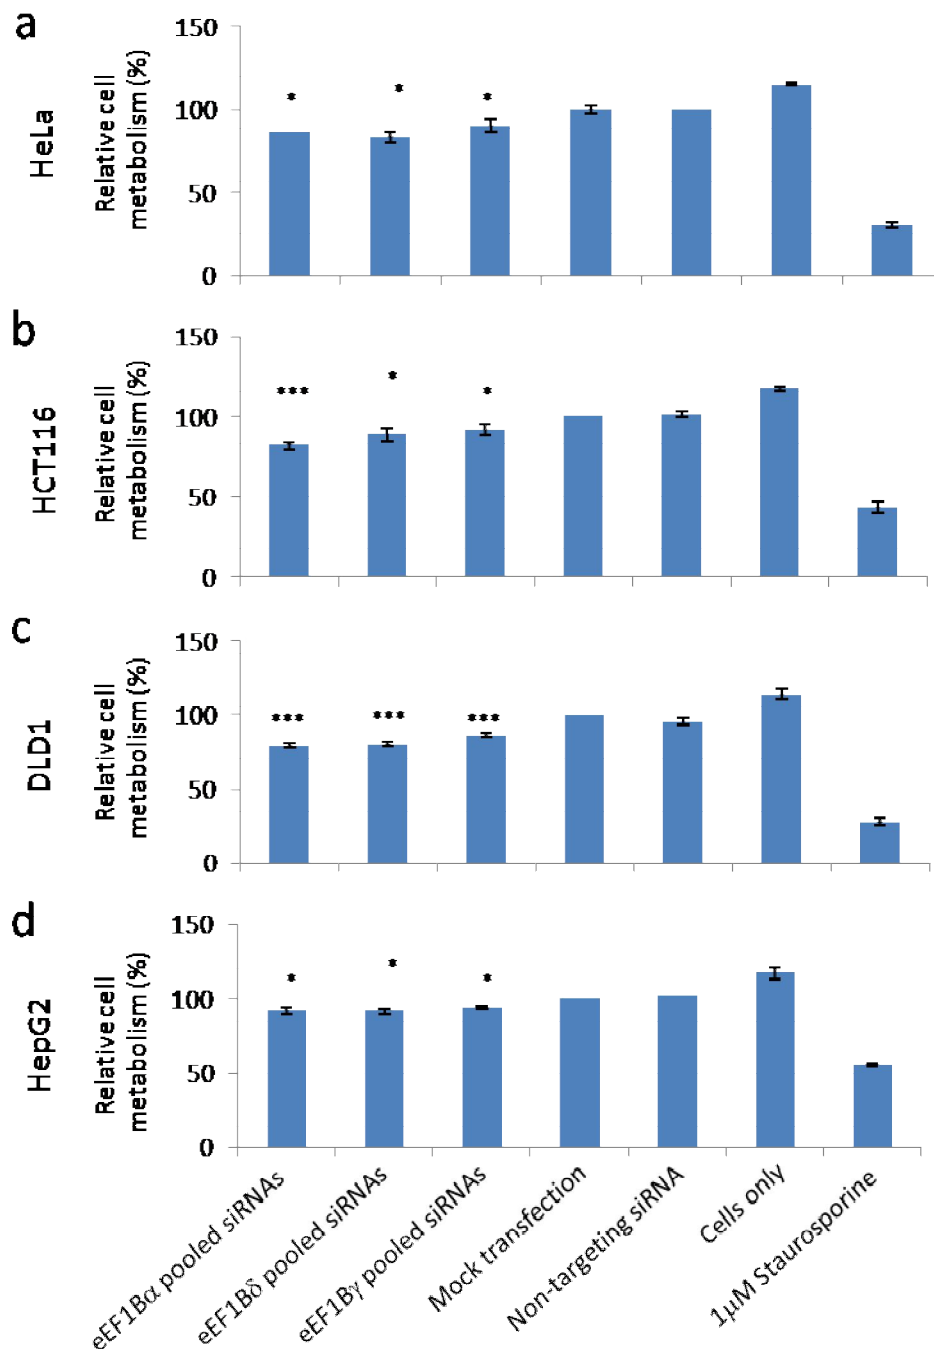 a
HeLa
Relative cell
metabolism (%)
150
100
50
0
*
*
*
b
HCT116
Relative cell
metabolism (%)
150
100
50
0
***
*
*
c
DLD1
Relative cell
metabolism (%)
150
100
50
0
***
***
***
d
HepG2
Relative cell
metabolism (%)
150
100
50
0
*
*
*
eEF1Bα pooled siRNAs
eEF1Bδ pooled siRNAs
eEF1Bγ pooled siRNAs
Mock transfection
Non-targeting siRNA
Cells only
1μM Staurosporine